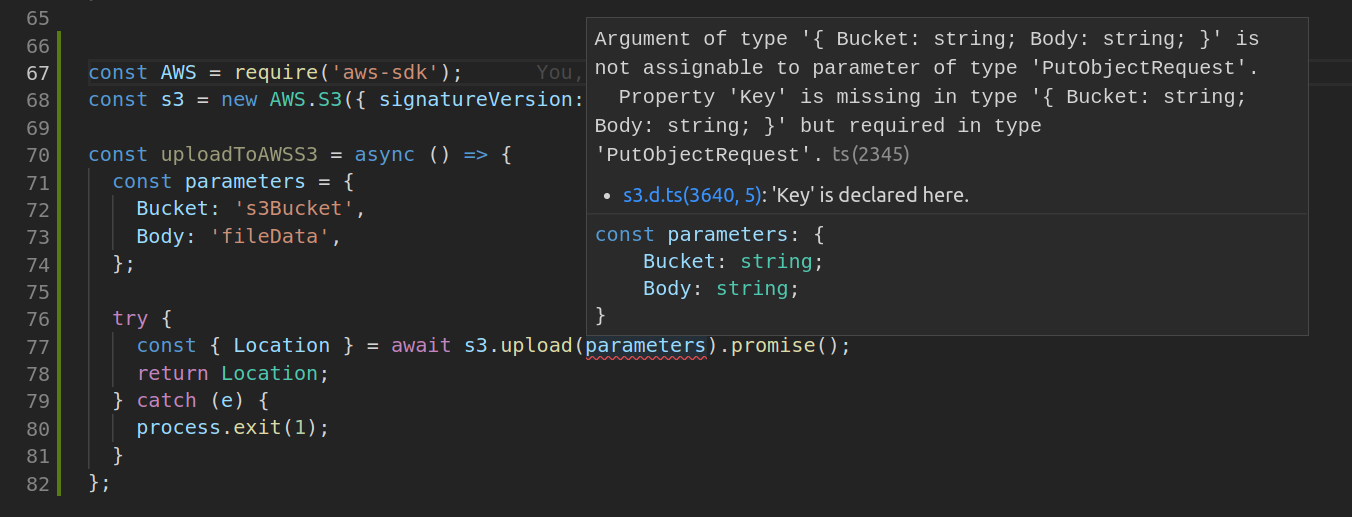 65
66
67 const AWS = require('aws-sdk'); You,
68 const s3 = new AWS.S3({ signatureVersion:
69
70 const uploadToAWSS3 = async () => {
71 const parameters = {
72 Bucket: 's3Bucket',
73 Body: 'fileData',
74 };
75
76 try {
77 const { Location } = await s3.upload(parameters).promise();
78 return Location;
79 } catch (e) {
80 process.exit(1);
81 }
82 };
Argument of type '{ Bucket: string; Body: string; }' is
not assignable to parameter of type 'PutObjectRequest'.
Property 'Key' is missing in type '{ Bucket: string;
Body: string; }' but required in type
'PutObjectRequest'. ts(2345)
• s3.d.ts(3640, 5): 'Key' is declared here.
const parameters: {
Bucket: string;
Body: string;
}